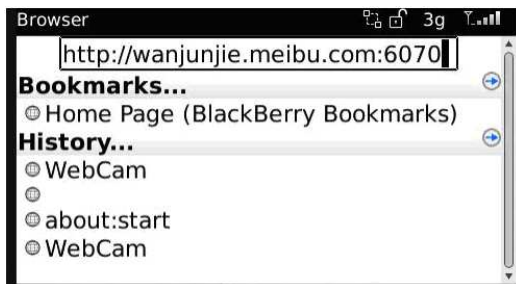 Browser 3g
http://wanjunjie.meibu.com:6070
Bookmarks...
Home Page (BlackBerry Bookmarks)
History...
WebCam
about:start
WebCam